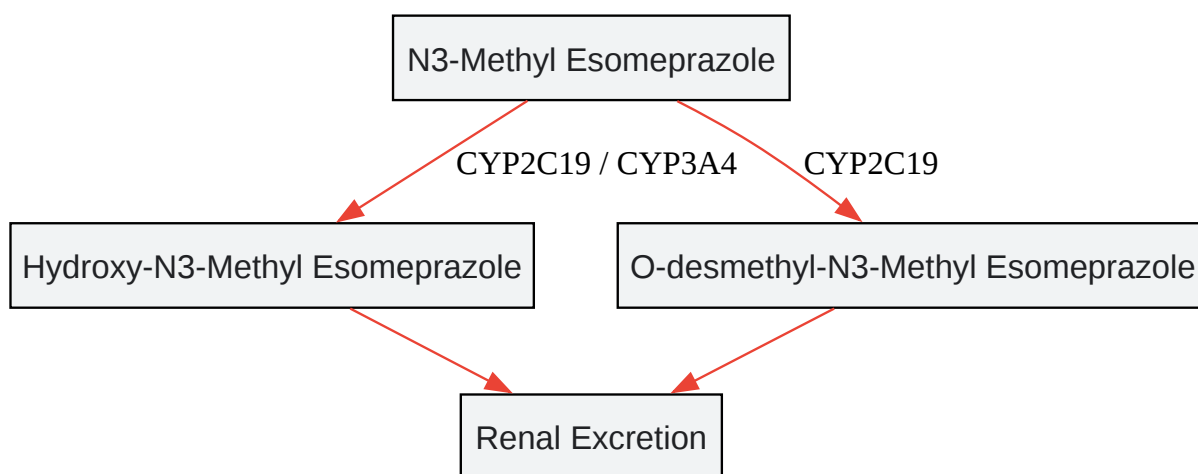 N3-Methyl Esomeprazole
CYP2C19 / CYP3A4
CYP2C19
Hydroxy-N3-Methyl Esomeprazole
O-desmethyl-N3-Methyl Esomeprazole
Renal Excretion